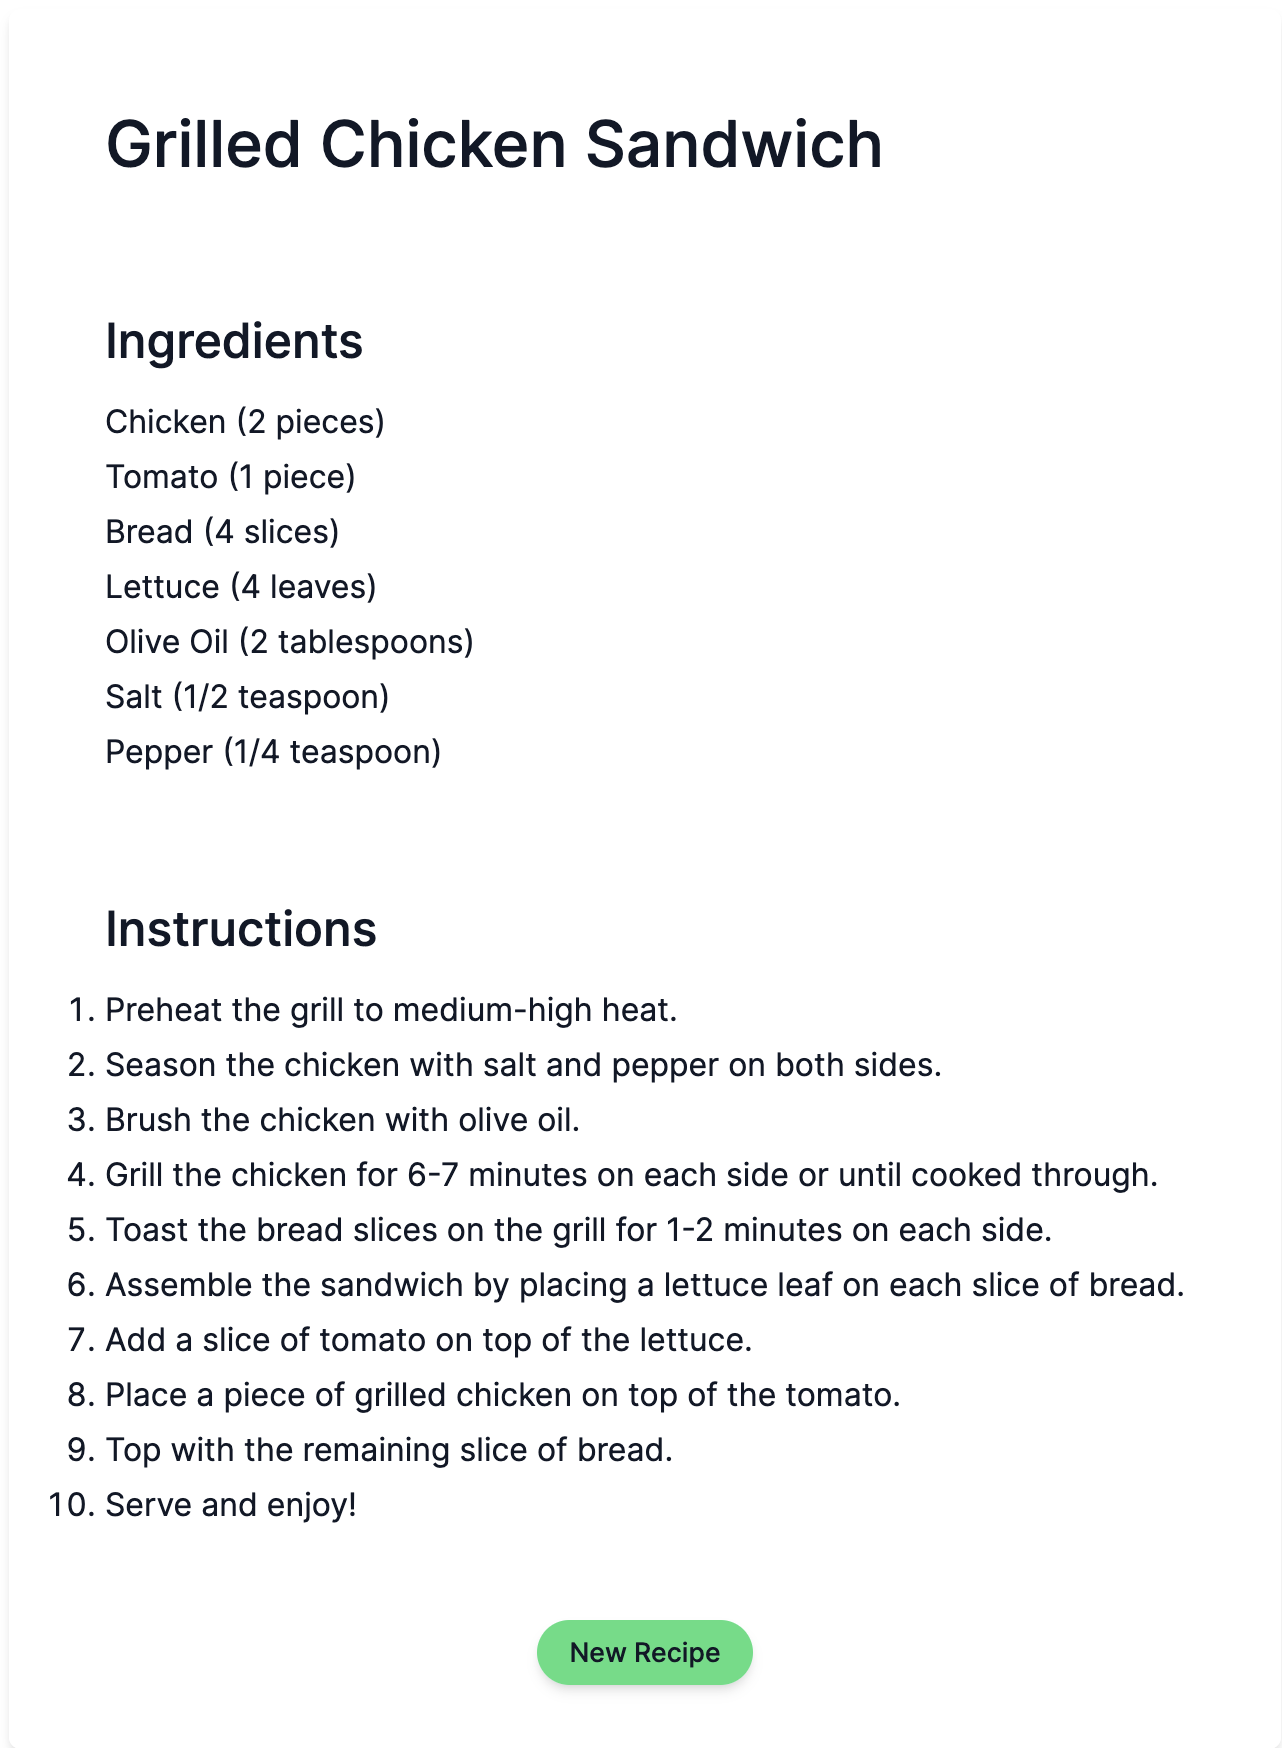 Grilled Chicken Sandwich
Ingredients
Chicken (2 pieces)
Tomato (1 piece)
Bread (4 slices)
Lettuce (4 leaves)
Olive Oil (2 tablespoons)
Salt (1/2 teaspoon)
Pepper (1/4 teaspoon)
Instructions
1. Preheat the grill to medium-high heat.
2. Season the chicken with salt and pepper on both sides.
3. Brush the chicken with olive oil.
4. Grill the chicken for 6-7 minutes on each side or until cooked through.
5. Toast the bread slices on the grill for 1-2 minutes on each side.
6. Assemble the sandwich by placing a lettuce leaf on each slice of bread.
7. Add a slice of tomato on top of the lettuce.
8. Place a piece of grilled chicken on top of the tomato.
9. Top with the remaining slice of bread.
10. Serve and enjoy!
New Recipe